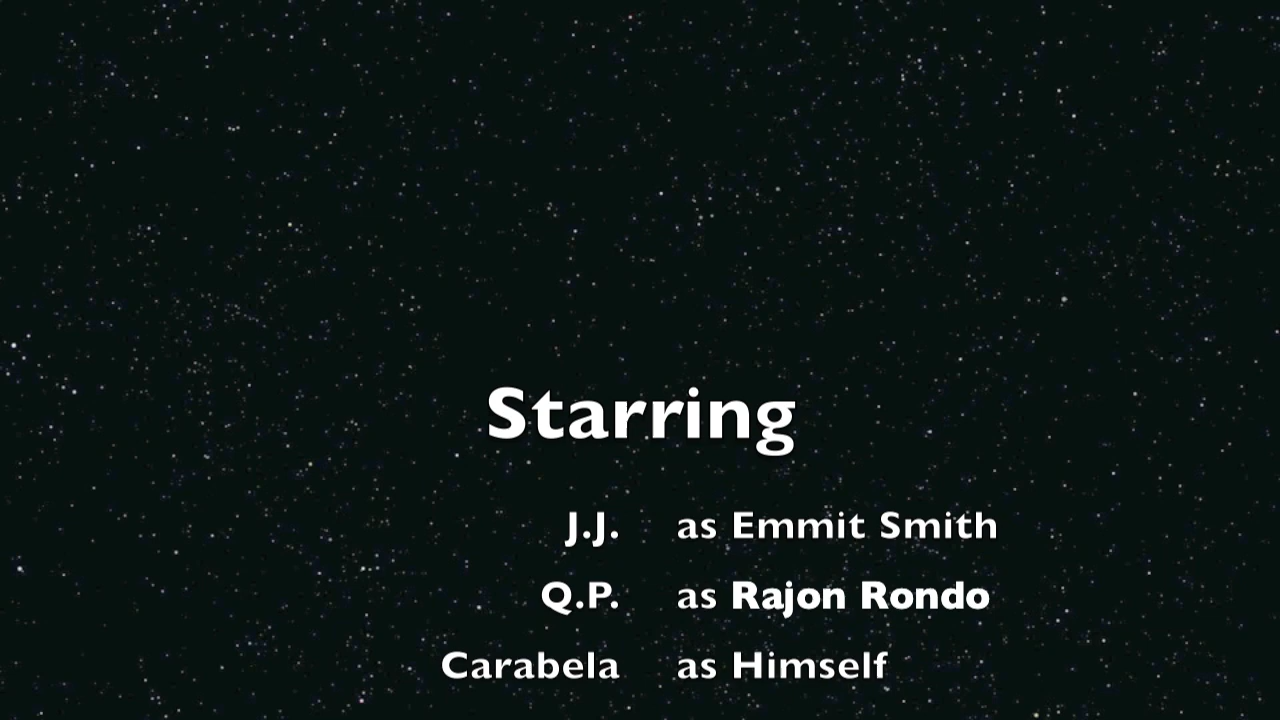 Starring
J.J. as Emmit Smith
Q.P. as Rajon Rondo
Carabela as Himself